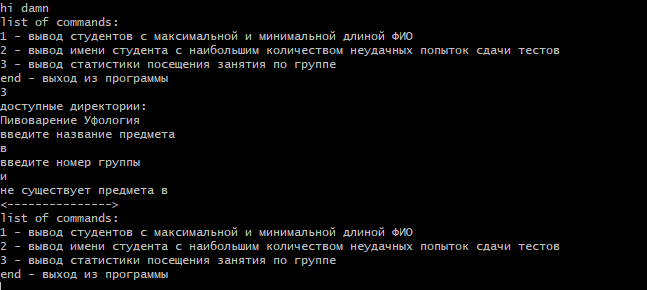 hi damn
list of commands:
1 - вывод студентов с максимальной и минимальной длиной ФИО
2 - вывод имени студента с наибольшим количеством неудачных попыток сдачи тестов
3 - вывод статистики посещения занятия по группе
end - выход из программы
3
доступные директории:
Пивоварение Уфология
введите название предмета
в
введите номер группы
и
не существует предмета в
<--------------->
list of commands:
1 - вывод студентов с максимальной и минимальной длиной ФИО
2 - вывод имени студента с наибольшим количеством неудачных попыток сдачи тестов
3 - вывод статистики посещения занятия по группе
end - выход из программы